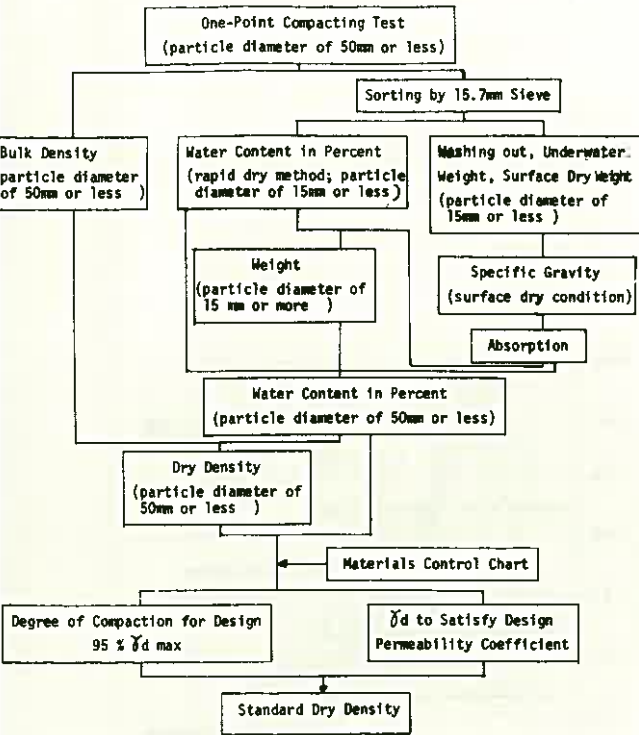 One-Point Compacting Test
(particle diameter of 50mm or less)
Sorting by 15.7mm Sieve
Bulk Density
particle diameter
of 50mm or less )
Water Content in Percent
(rapid dry method; particle
diameter of 15mm or less)
Washing out, Underwater
Weight, Surface Dry Weight
(particle diameter of
15mm or less )
Weight
(particle diameter of
15 mm or more )
Specific Gravity
(surface dry condition)
Absorption
Water Content in Percent
(particle diameter of 50mm or less)
Dry Density
(particle diameter of
50mm or less )
Materials Control Chart
Degree of Compaction for Design
95 % γd max
γd to Satisfy Design
Permeability Coefficient
Standard Dry Density